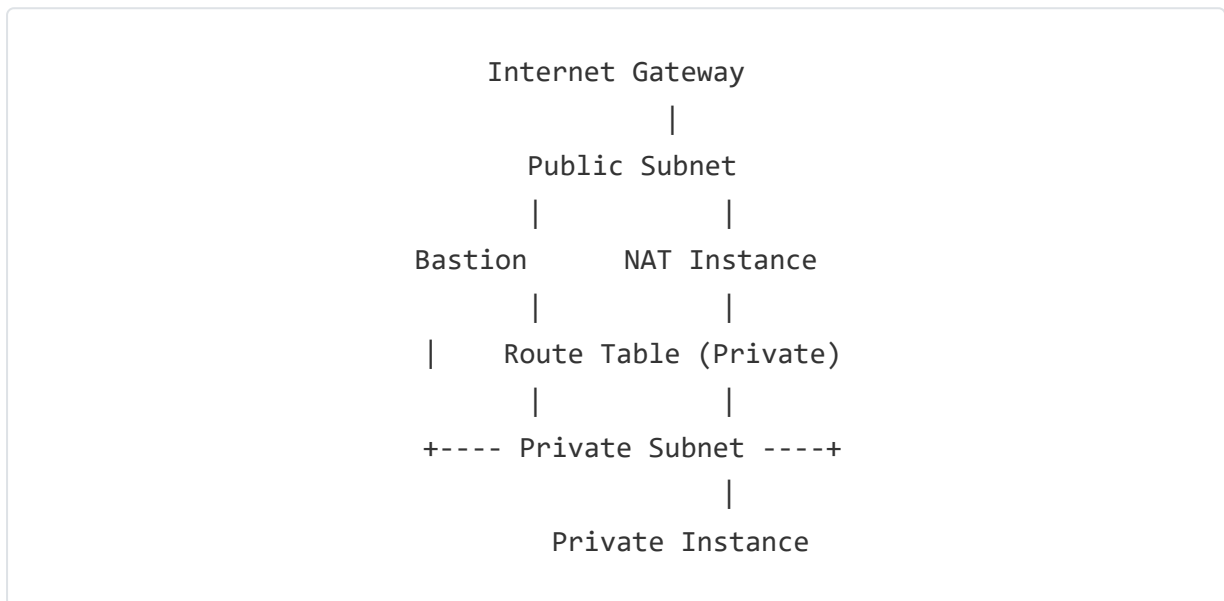 Internet Gateway
|
Public Subnet
| |
Bastion NAT Instance
| |
| Route Table (Private)
| |
+---- Private Subnet ----+
|
Private Instance